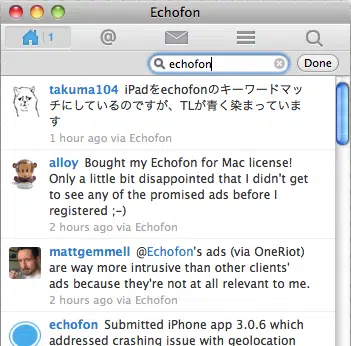 Echofon
1
echofon
Done
takuma104 iPadをechofonのキーワードマッ
チにしているのですが、TLが青く染まっていま
す
1 hour ago via Echofon
alloy Bought my Echofon for Mac license!
Only a little bit disappointed that I didn't get
to see any of the promised ads before I
registered ;-)
2 hours ago via Echofon
mattgemmell @Echofon's ads (via OneRiot)
are way more intrusive than other clients'
ads because they're not at all relevant to me.
2 hours ago via Echofon
echofon Submitted iPhone app 3.0.6 which
addressed crashing issue with geolocation